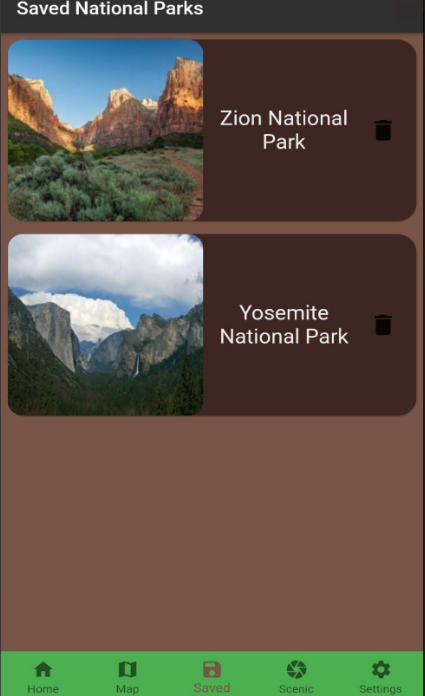 Saved National Parks
Zion National
Park
Yosemite
National Park
Home
Map
Saved
Scenic
Settings